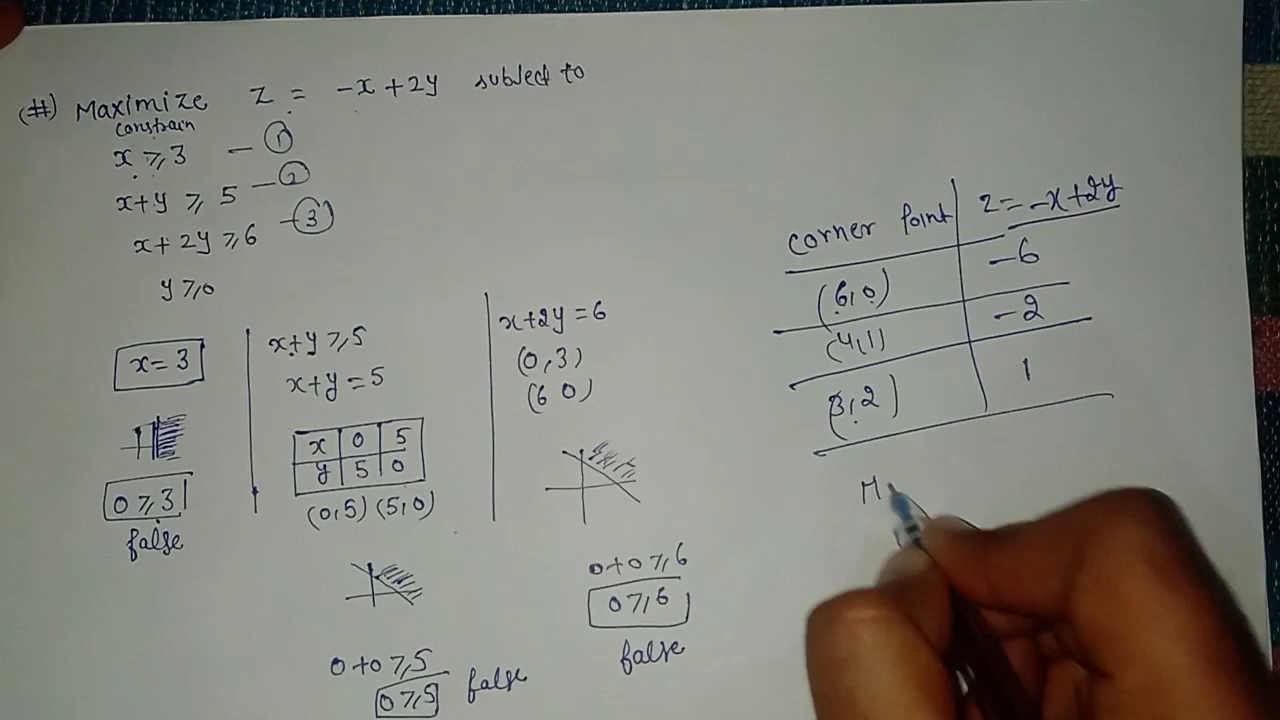 (#) Maximize Z = -x + 2y subject to
constrain
x ≥ 3 — ①
x+y ≥ 5 — ②
x + 2y ≥ 6 — ③
y ≥ 0
x = 3
0 ≥ 3
false
x+y ≥ 5
x+y = 5
x | 0 | 5
y | 5 | 0
(0,5) (5,0)
0+0 ≥ 5
0 ≥ 5 false
x+2y = 6
(0,3)
(6 0)
0+0 ≥ 6
0 ≥ 6
false
corner Point | Z = -x+2y
(6,0) | -6
(4,1) | -2
(3,2) | 1
M